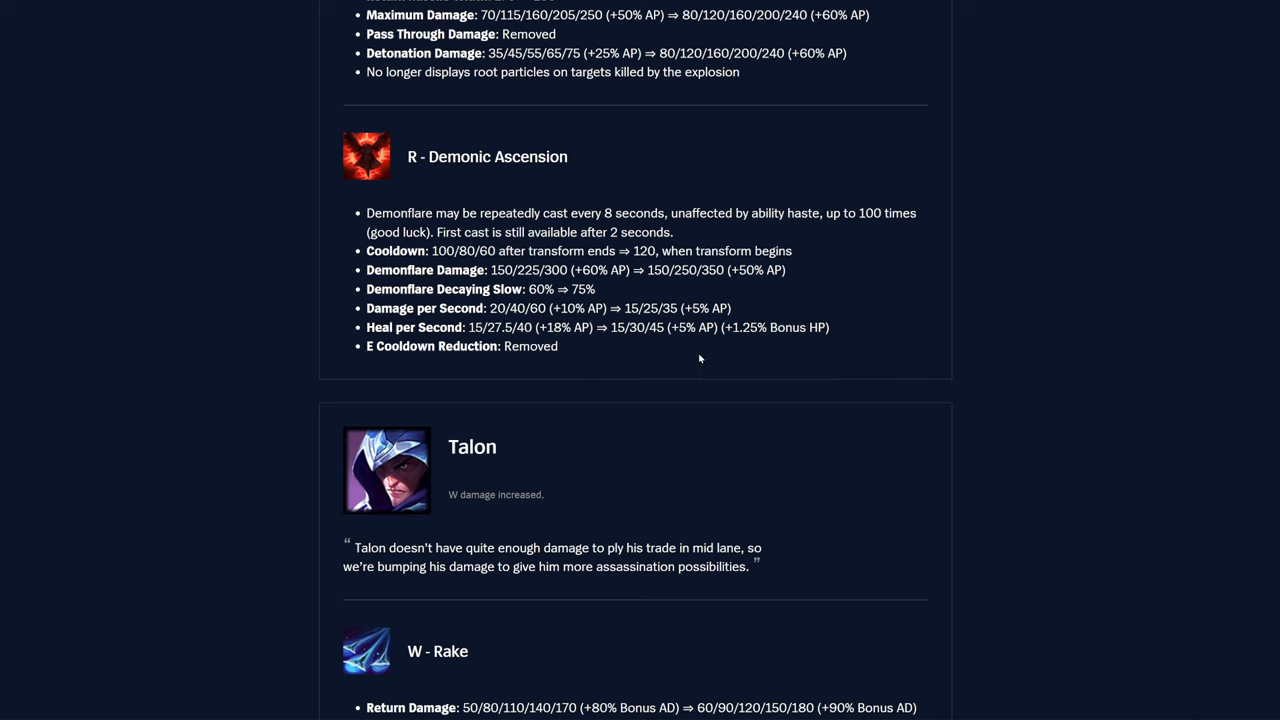 Maximum Damage: 70/115/160/205/250 (+50% AP) ⇒ 80/120/160/200/240 (+60% AP)
Pass Through Damage: Removed
Detonation Damage: 35/45/55/65/75 (+25% AP) ⇒ 80/120/160/200/240 (+60% AP)
No longer displays root particles on targets killed by the explosion
R - Demonic Ascension
Demonflare may be repeatedly cast every 8 seconds, unaffected by ability haste, up to 100 times
(good luck). First cast is still available after 2 seconds.
Cooldown: 100/80/60 after transform ends ⇒ 120, when transform begins
Demonflare Damage: 150/225/300 (+60% AP) ⇒ 150/250/350 (+50% AP)
Demonflare Decaying Slow: 60% ⇒ 75%
Damage per Second: 20/40/60 (+10% AP) ⇒ 15/25/35 (+5% AP)
Heal per Second: 15/27.5/40 (+18% AP) ⇒ 15/30/45 (+5% AP) (+1.25% Bonus HP)
E Cooldown Reduction: Removed
Talon
W damage increased.
“ Talon doesn't have quite enough damage to ply his trade in mid lane, so
we're bumping his damage to give him more assassination possibilities. ”
W - Rake
Return Damage: 50/80/110/140/170 (+80% Bonus AD) ⇒ 60/90/120/150/180 (+90% Bonus AD)